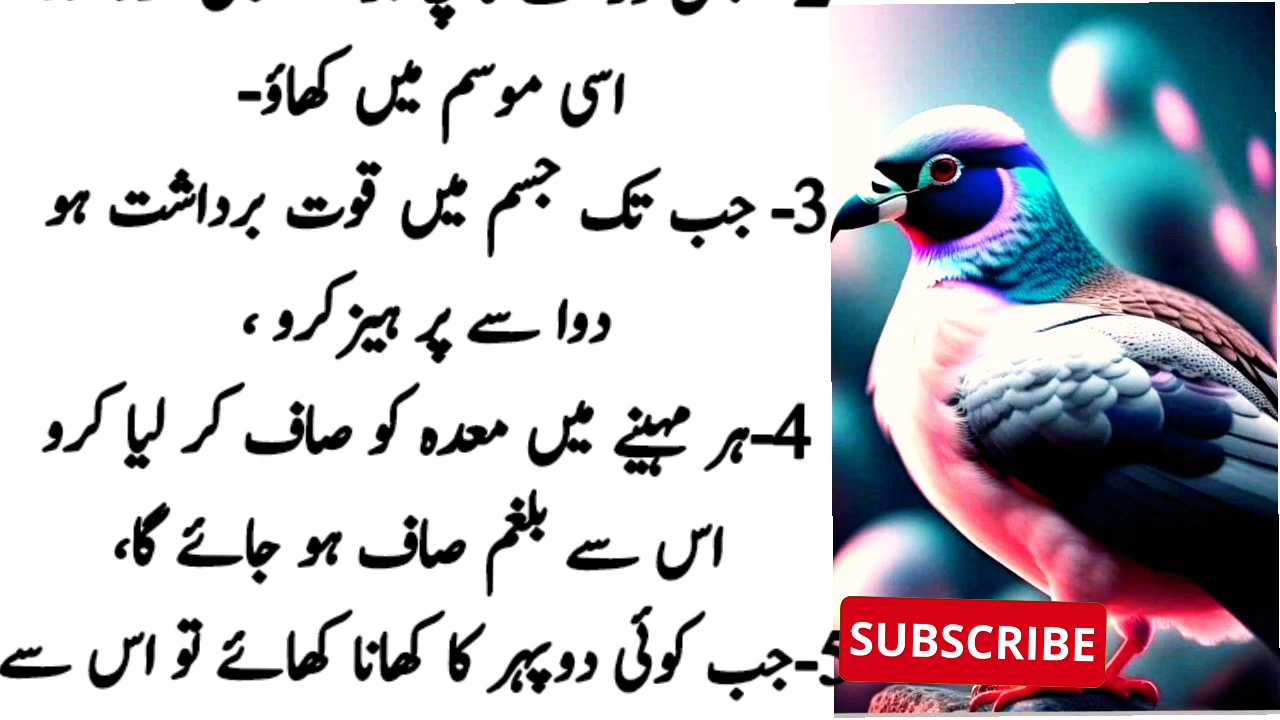 اسی موسم میں کھاؤ-
3- جب تک جسم میں قوت برداشت ہو
دوا سے پر ہیز کرو ،
4-ہر مہینے میں معدہ کو صاف کر لیا کرو
اس سے بلغم صاف ہو جائے گا،
5-جب کوئی دوپہر کا کھانا کھائے تو اس سے
SUBSCRIBE